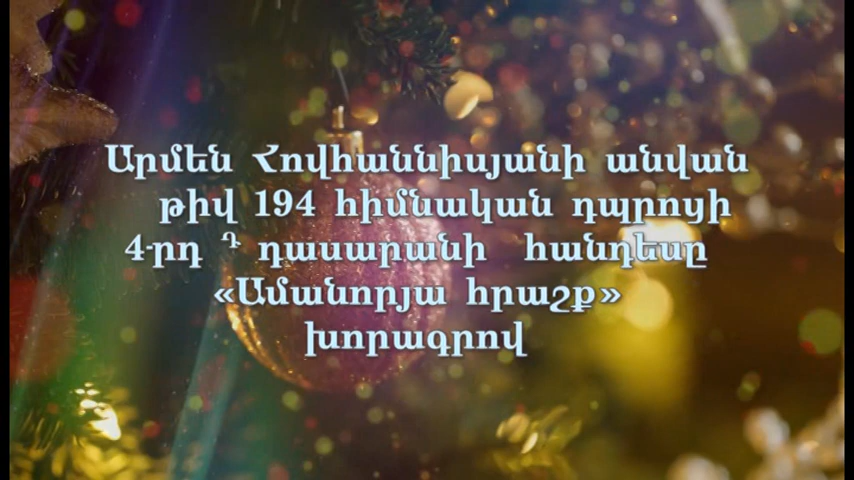 Արմեն Հովհաննիսյանի անվան
թիվ 194 հիմնական դպրոցի
4-րդ Դ դասարանի հանդեսը
«Ամանորյա հրաշք»
խորագրով